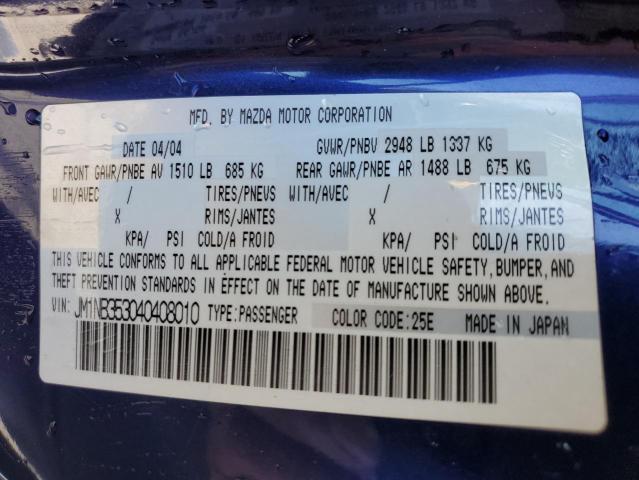 MFD. BY MAZDA MOTOR CORPORATION
DATE 04/04 GVWR/PNBV 2948 LB 1337 KG
FRONT GAWR/PNBE AV 1510 LB 685 KG REAR GAWR/PNBE AR 1488 LB 675 KG
WITH/AVEC / TIRES/PNEVS WITH/AVEC / TIRES/PNEVS
X RIMS/JANTES X RIMS/JANTES
KPA/ PSI COLD/A FROID KPA/ PSI COLD/A FROID
THIS VEHICLE CONFORMS TO ALL APPLICABLE FEDERAL MOTOR VEHICLE SAFETY, BUMPER, AND
THEFT PREVENTION STANDARDS IN EFFECT ON THE DATE OF MANUFACTURE SHOWN ABOVE.
VIN: JM1NB353040408010 TYPE:PASSENGER COLOR CODE:25E MADE IN JAPAN